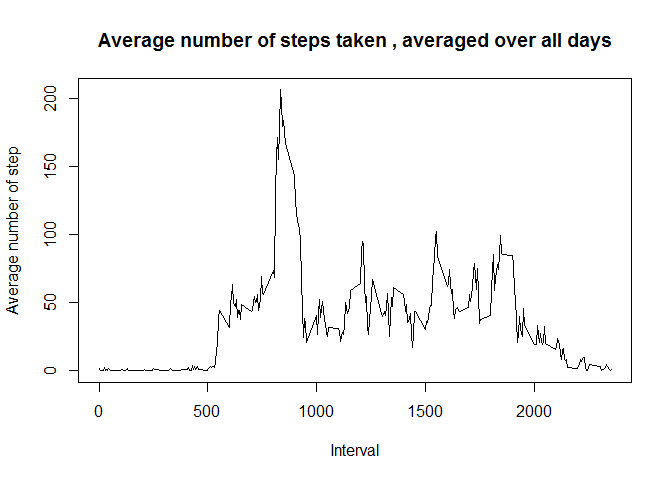 Average number of steps taken , averaged over all days
Average number of step
200
150
100
50
0
0 500 1000 1500 2000
Interval